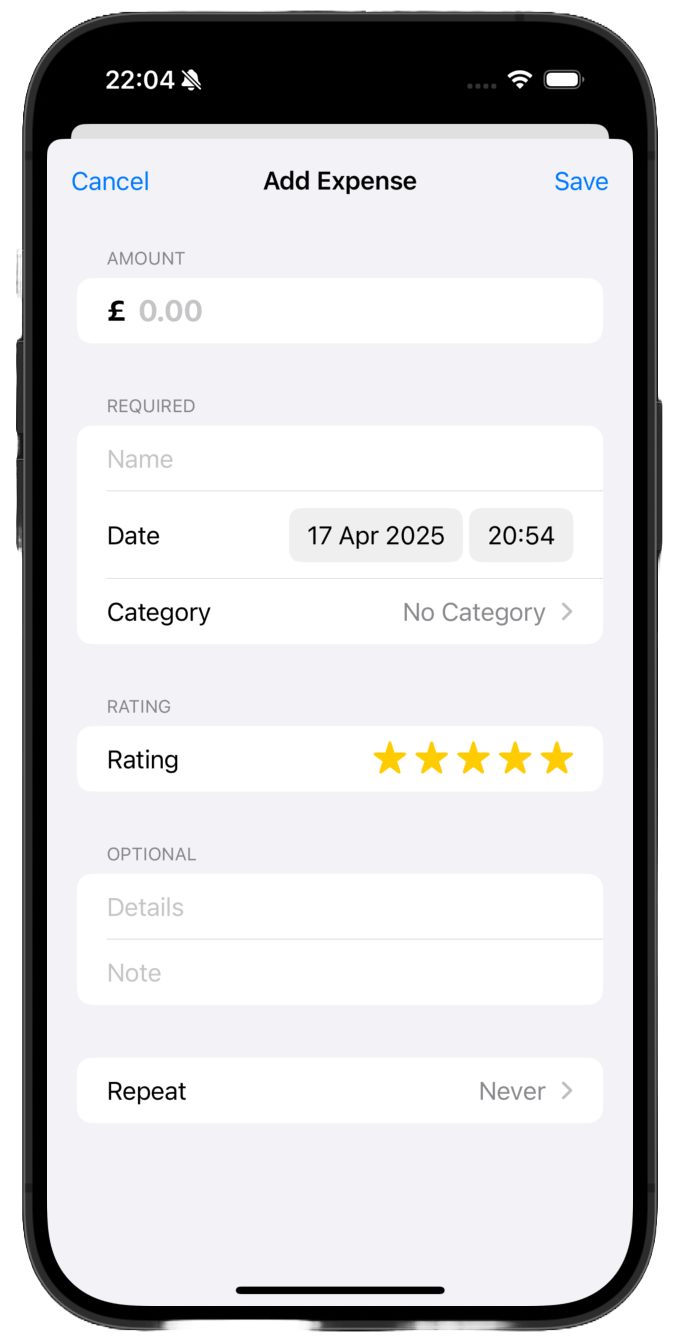 22:04
Cancel Add Expense Save
AMOUNT
£ 0.00
REQUIRED
Name
Date 17 Apr 2025 20:54
Category No Category
RATING
Rating
OPTIONAL
Details
Note
Repeat Never